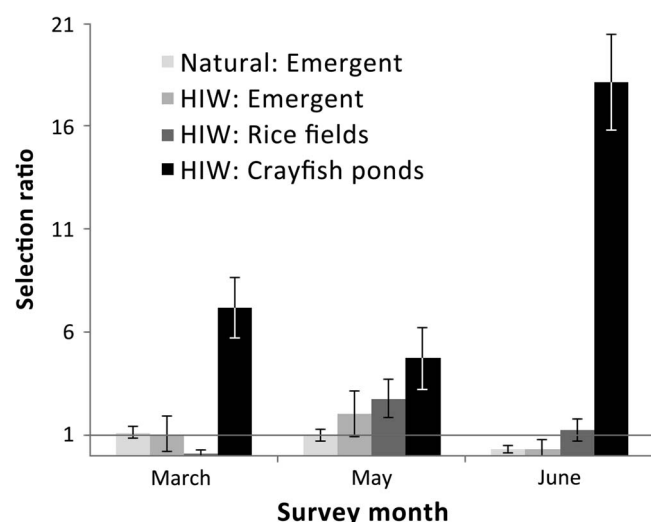 21
16
11
6
1
Selection ratio
Natural: Emergent
HIW: Emergent
HIW: Rice fields
HIW: Crayfish ponds
March May June
Survey month